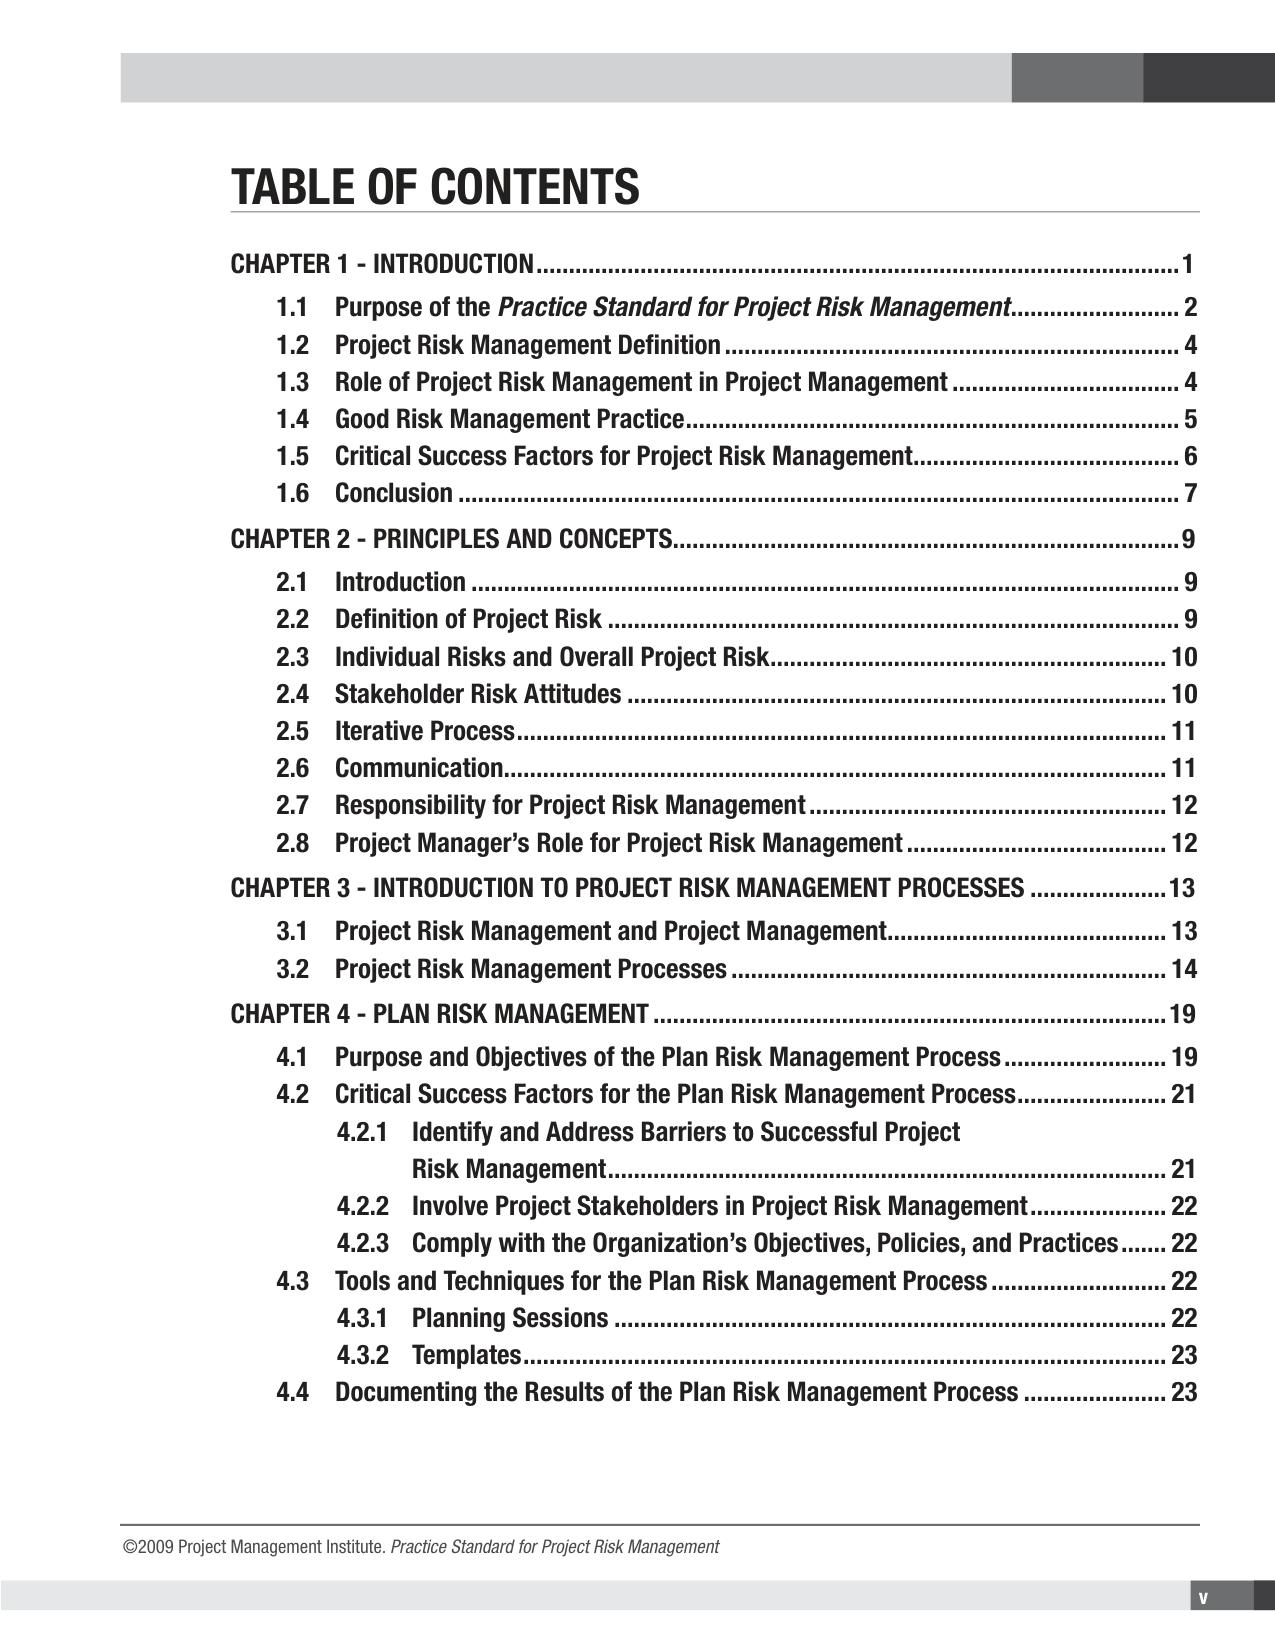 TABLE OF CONTENTS
CHAPTER 1 - INTRODUCTION...................................................................................................1
1.1 Purpose of the Practice Standard for Project Risk Management.......................... 2
1.2 Project Risk Management Definition ...................................................................... 4
1.3 Role of Project Risk Management in Project Management ................................... 4
1.4 Good Risk Management Practice............................................................................ 5
1.5 Critical Success Factors for Project Risk Management......................................... 6
1.6 Conclusion ............................................................................................................... 7
CHAPTER 2 - PRINCIPLES AND CONCEPTS..............................................................................9
2.1 Introduction ............................................................................................................. 9
2.2 Definition of Project Risk ........................................................................................ 9
2.3 Individual Risks and Overall Project Risk............................................................. 10
2.4 Stakeholder Risk Attitudes ................................................................................... 10
2.5 Iterative Process.................................................................................................... 11
2.6 Communication...................................................................................................... 11
2.7 Responsibility for Project Risk Management ....................................................... 12
2.8 Project Manager’s Role for Project Risk Management ........................................ 12
CHAPTER 3 - INTRODUCTION TO PROJECT RISK MANAGEMENT PROCESSES .....................13
3.1 Project Risk Management and Project Management........................................... 13
3.2 Project Risk Management Processes ................................................................... 14
CHAPTER 4 - PLAN RISK MANAGEMENT ...............................................................................19
4.1 Purpose and Objectives of the Plan Risk Management Process ......................... 19
4.2 Critical Success Factors for the Plan Risk Management Process....................... 21
4.2.1 Identify and Address Barriers to Successful Project
Risk Management...................................................................................... 21
4.2.2 Involve Project Stakeholders in Project Risk Management ..................... 22
4.2.3 Comply with the Organization’s Objectives, Policies, and Practices ....... 22
4.3 Tools and Techniques for the Plan Risk Management Process ........................... 22
4.3.1 Planning Sessions ..................................................................................... 22
4.3.2 Templates................................................................................................... 23
4.4 Documenting the Results of the Plan Risk Management Process ...................... 23
©2009 Project Management Institute. Practice Standard for Project Risk Management
v